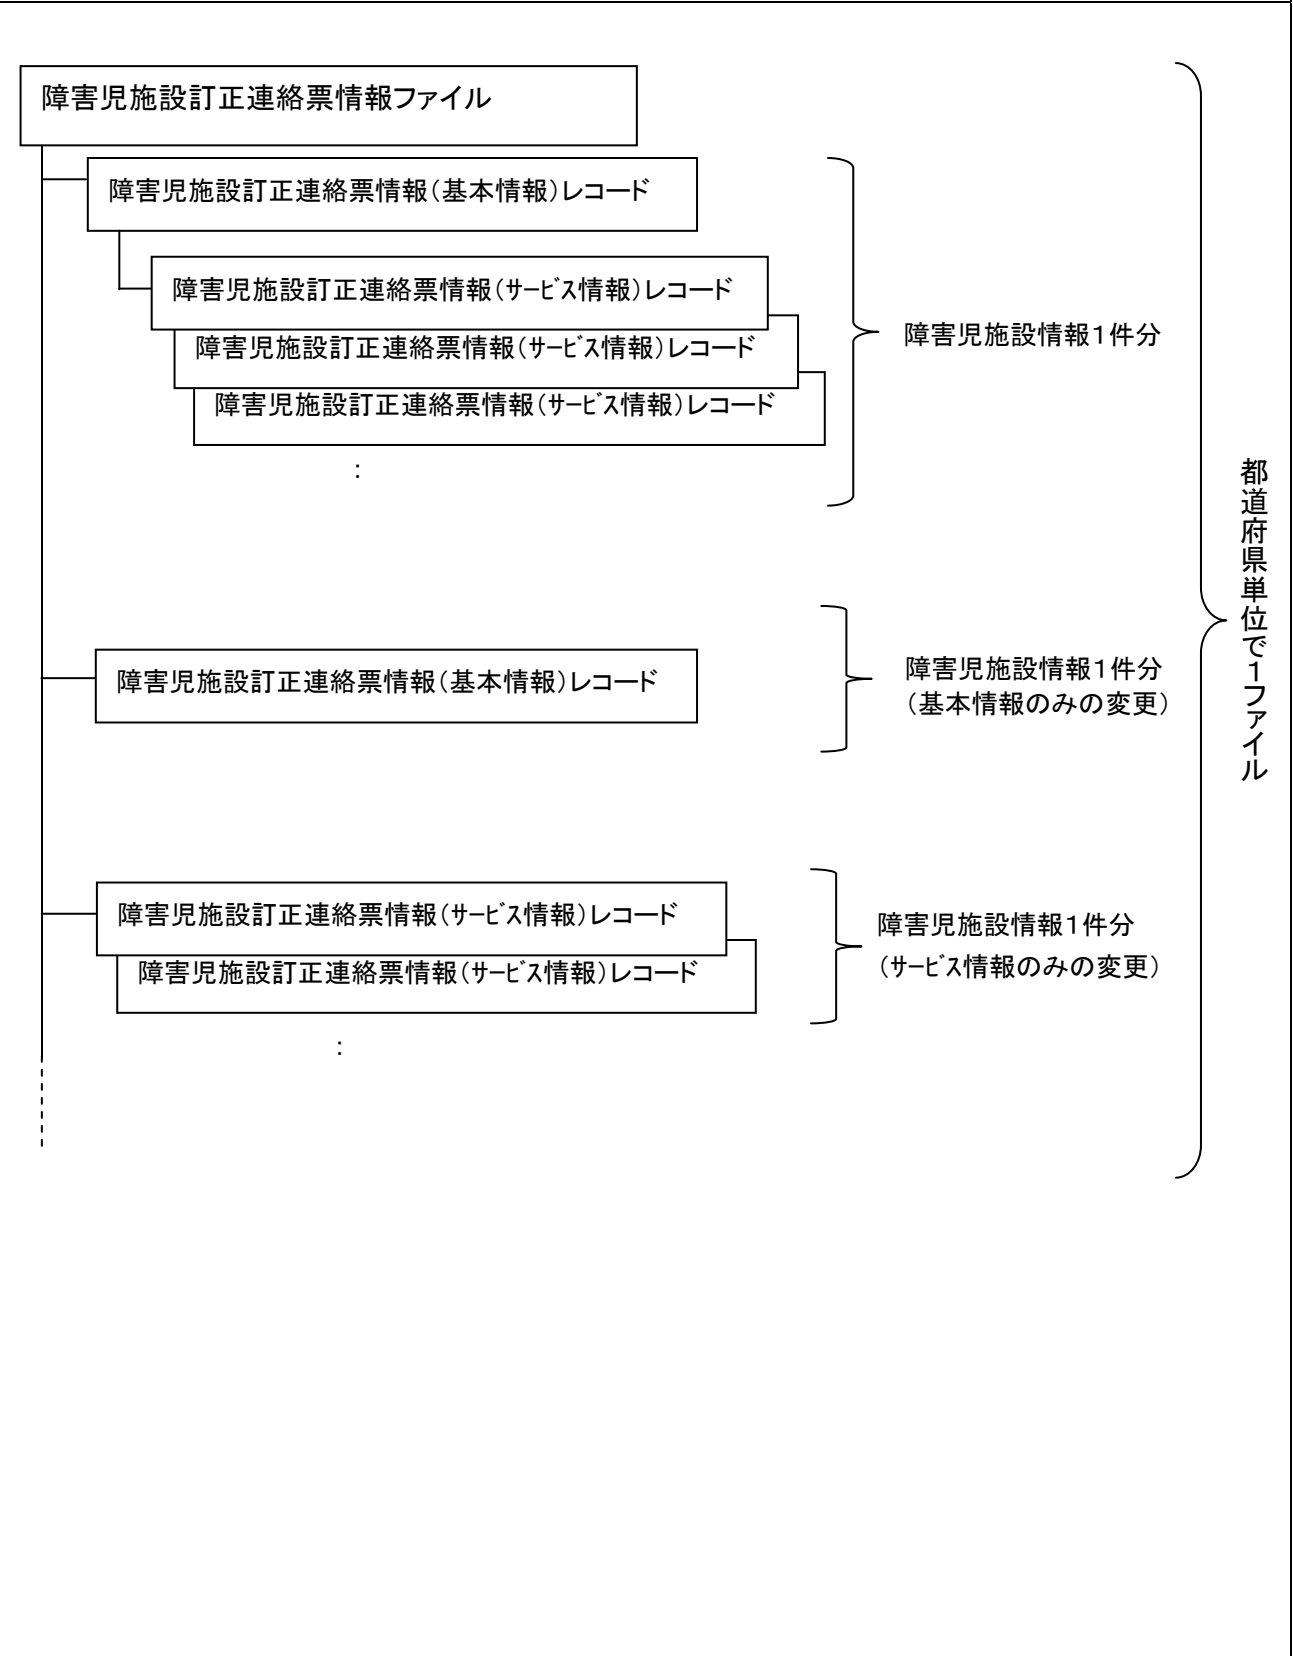 障害児施設訂正連絡票情報ファイル
障害児施設訂正連絡票情報（基本情報）レコード
障害児施設訂正連絡票情報（ｻｰﾋﾞｽ情報）レコード
障害児施設訂正連絡票情報（ｻｰﾋﾞｽ情報）レコード
障害児施設訂正連絡票情報（ｻｰﾋﾞｽ情報）レコード
：
障害児施設情報１件分
障害児施設訂正連絡票情報（基本情報）レコード
障害児施設情報１件分
（基本情報のみの変更）
障害児施設訂正連絡票情報（ｻｰﾋﾞｽ情報）レコード
障害児施設訂正連絡票情報（ｻｰﾋﾞｽ情報）レコード
：
障害児施設情報１件分
（ｻｰﾋﾞｽ情報のみの変更）
都道府県単位で１ファイル